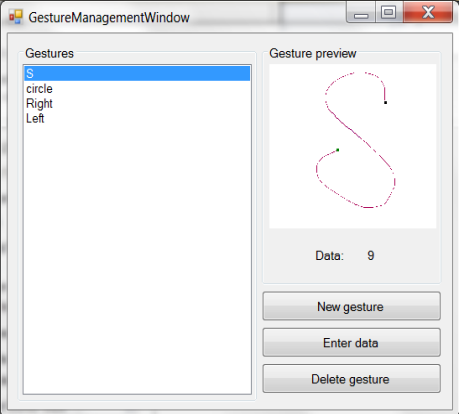 GestureManagementWindow
Gestures
S
circle
Right
Left
Gesture preview
Data: 9
New gesture
Enter data
Delete gesture